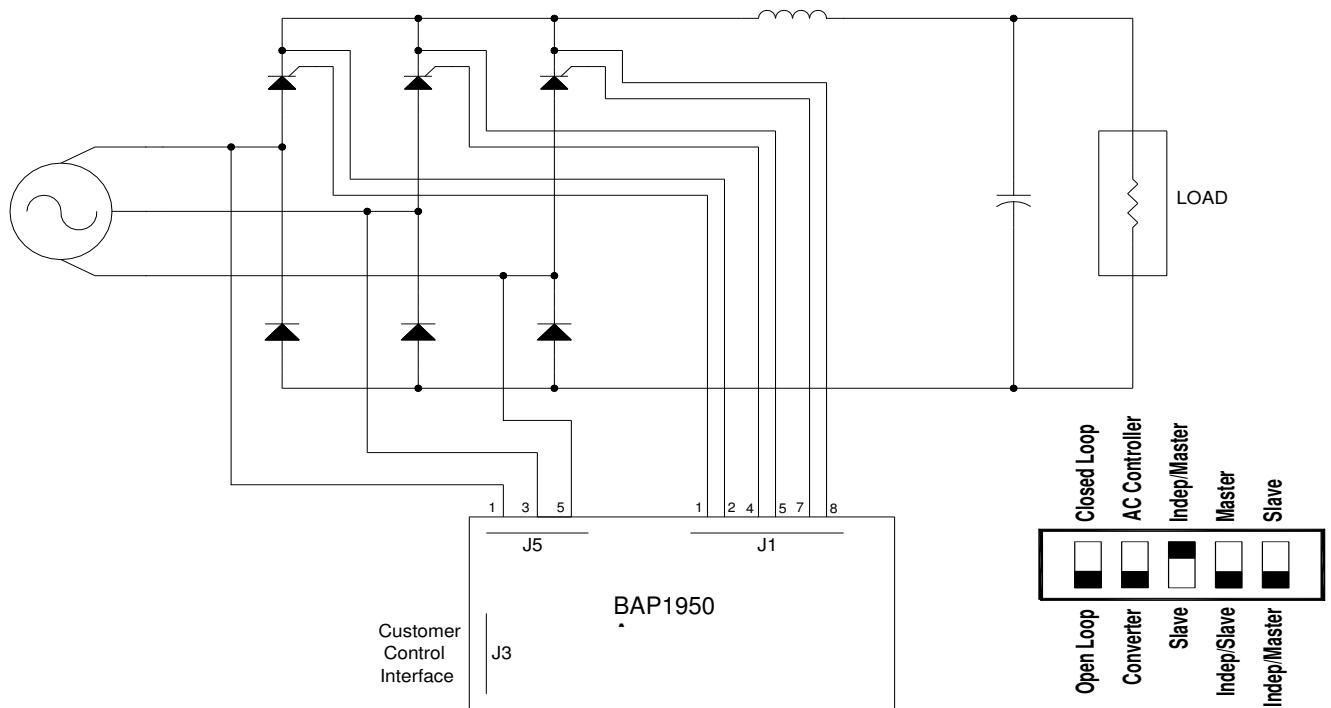 LOAD
1 3 5 1 2 4 5 7 8
J5 J1
BAP1950
Customer
Control
Interface
J3
Closed Loop
AC Controller
Indep/Master
Master
Slave
Open Loop
Converter
Slave
Indep/Slave
Indep/Master